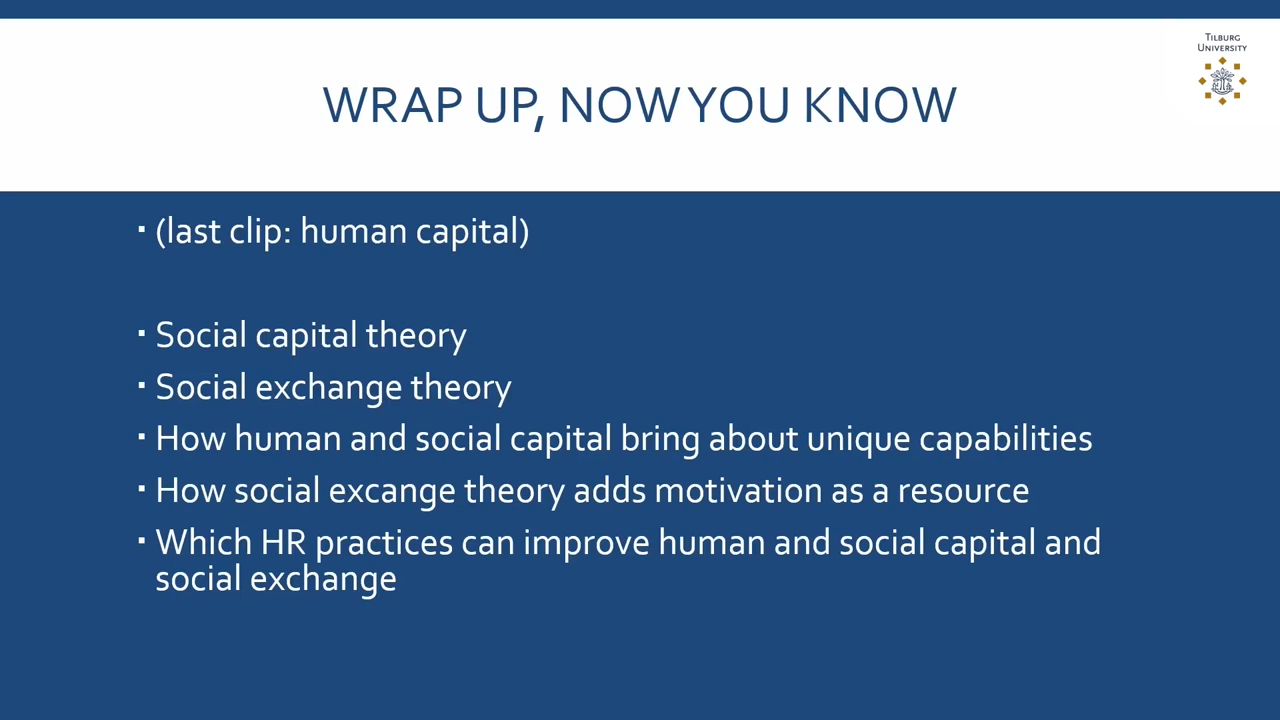 TILBURG
UNIVERSITY
WRAP UP, NOW YOU KNOW
▪ (last clip: human capital)
▪ Social capital theory
▪ Social exchange theory
▪ How human and social capital bring about unique capabilities
▪ How social excange theory adds motivation as a resource
▪ Which HR practices can improve human and social capital and
social exchange